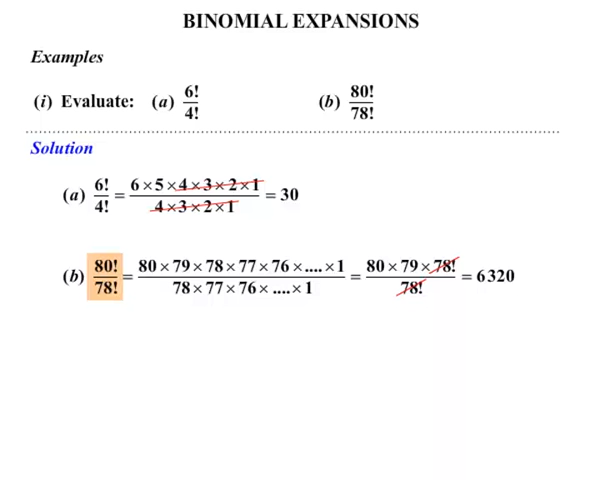 BINOMIAL EXPANSIONS
Examples
(i) Evaluate: (a) 6!/4! (b) 80!/78!
Solution
(a) 6!/4! = 6×5×4×3×2×1/4×3×2×1 = 30
(b) 80!/78! = 80×79×78×77×76×....×1/78×77×76×....×1 = 80×79×78!/78! = 6320